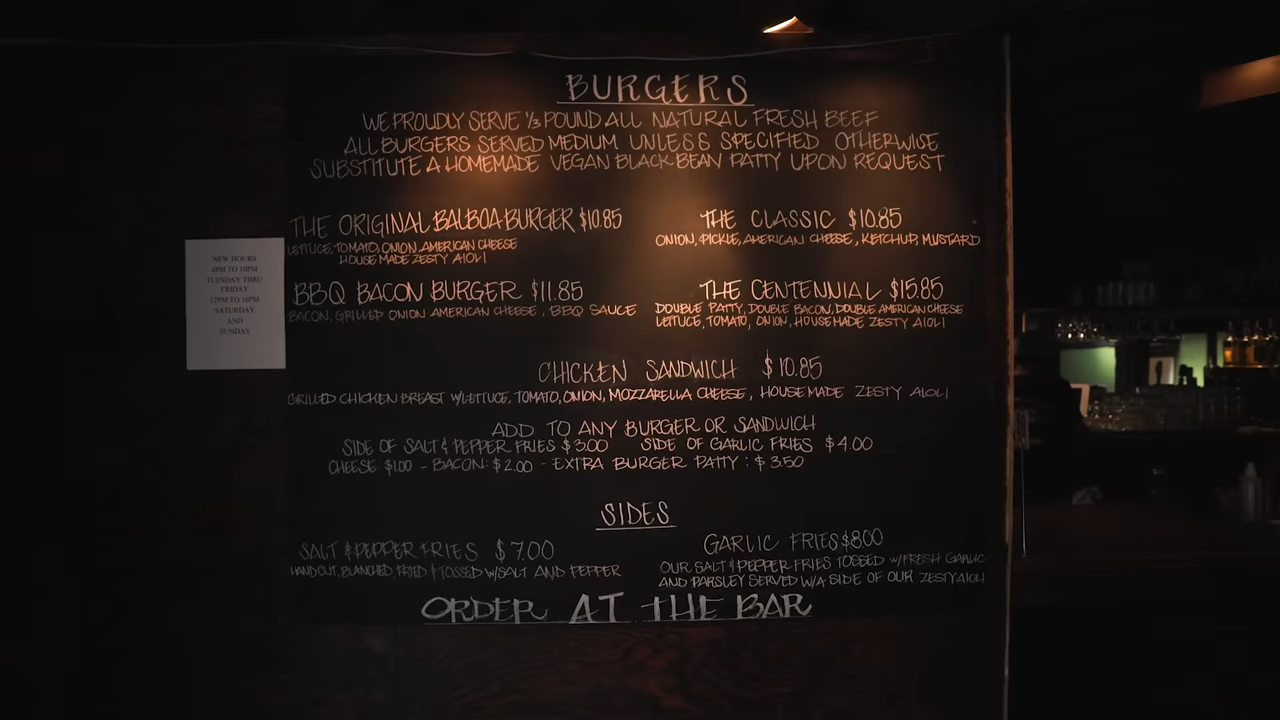 BURGERS
WE PROUDLY SERVE 1/3 POUND ALL NATURAL FRESH BEEF
ALL BURGERS SERVED MEDIUM UNLESS SPECIFIED OTHERWISE
SUBSTITUTE A HOMEMADE VEGAN BLACK BEAN PATTY UPON REQUEST
THE ORIGINAL BALBOA BURGER $10.85
LETTUCE, TOMATO, ONION AMERICAN CHEESE
HOUSE MADE ZESTY AIOLI
THE CLASSIC $10.85
ONION, PICKLE, AMERICAN CHEESE, KETCHUP, MUSTARD
BBQ BACON BURGER $11.85
BACON, GRILLED ONION AMERICAN CHEESE, BBQ SAUCE
THE CENTENNIAL $15.85
DOUBLE PATTY, DOUBLE BACON, DOUBLE AMERICAN CHEESE
LETTUCE, TOMATO, ONION, HOUSEMADE ZESTY AIOLI
CHICKEN SANDWICH $10.85
GRILLED CHICKEN BREAST W/LETTUCE, TOMATO, ONION, MOZZARELLA CHEESE, HOUSEMADE ZESTY AIOLI
ADD TO ANY BURGER OR SANDWICH
SIDE OF SALT & PEPPER FRIES $3.00 SIDE OF GARLIC FRIES $4.00
CHEESE: $1.00 - BACON: $2.00 - EXTRA BURGER PATTY: $3.50
SIDES
SALT & PEPPER FRIES $7.00
HAND CUT, BLANCHED, FRIED & TOSSED W/SALT AND PEPPER
GARLIC FRIES $8.00
OUR SALT & PEPPER FRIES TOSSED W/FRESH GARLIC
AND PARSLEY SERVED W/A SIDE OF OUR ZESTY AIOLI
ORDER AT THE BAR
NEW HOURS
4PM TO 10PM
TUESDAY THRU
FRIDAY
12PM TO 10PM
SATURDAY
AND
SUNDAY